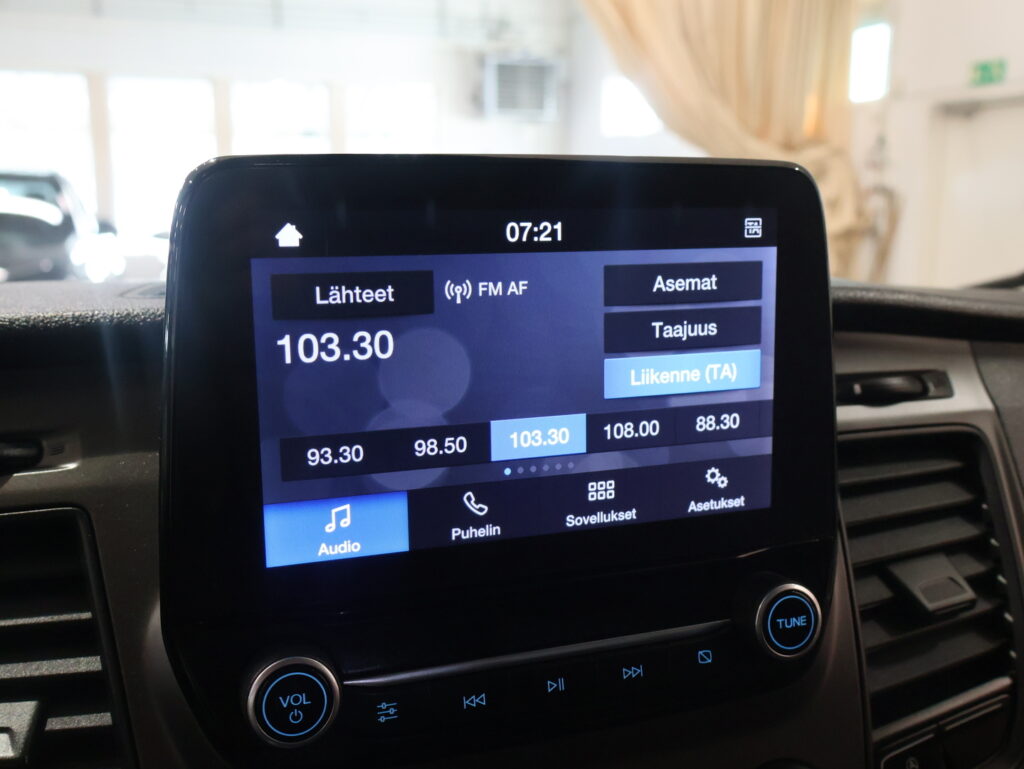 07:21
TA
Lähteet
FM AF
Asemat
103.30
Taajuus
Liikenne (TA)
93.30 98.50 103.30 108.00 88.30
Audio Puhelin Sovellukset Asetukset
VOL
TUNE